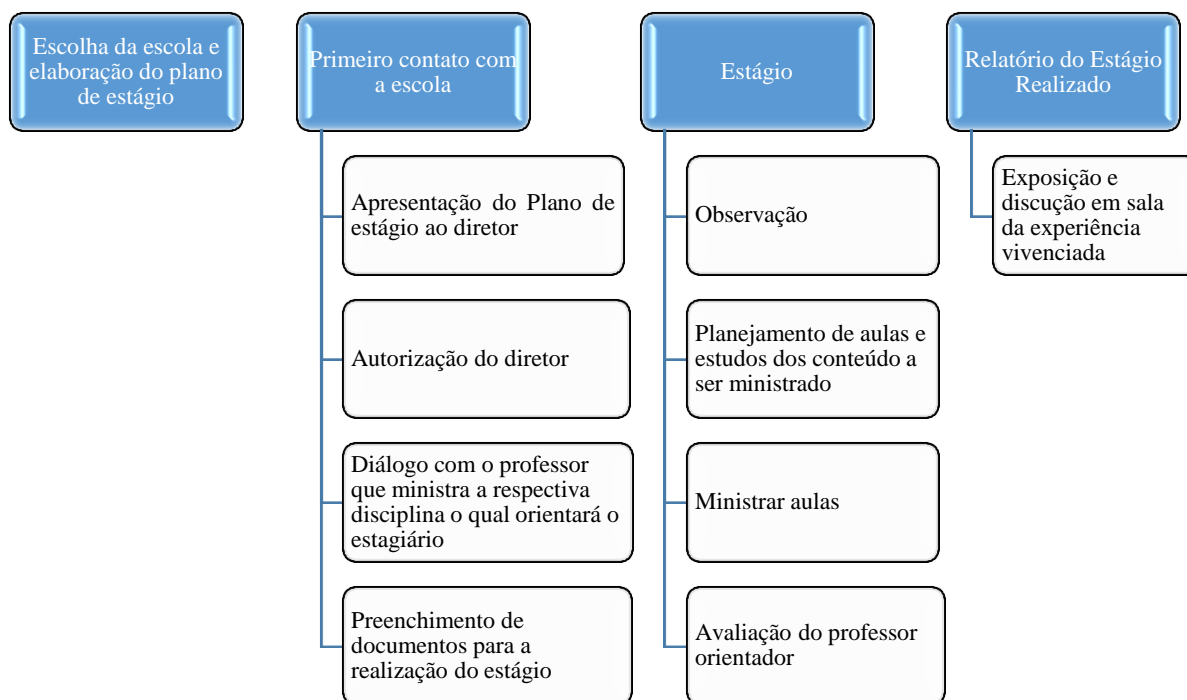 Escolha da escola e
elaboração do plano
de estágio
Primeiro contato com
a escola
Apresentação do Plano de
estágio ao diretor
Autorização do diretor
Diálogo com o professor
que ministra a respectiva
disciplina o qual orientará o
estagiário
Preenchimento de
documentos para a
realização do estágio
Estágio
Observação
Planejamento de aulas e
estudos dos conteúdo a
ser ministrado
Ministrar aulas
Avaliação do professor
orientador
Relatório do Estágio
Realizado
Exposição e
discução em sala
da experiência
vivenciada